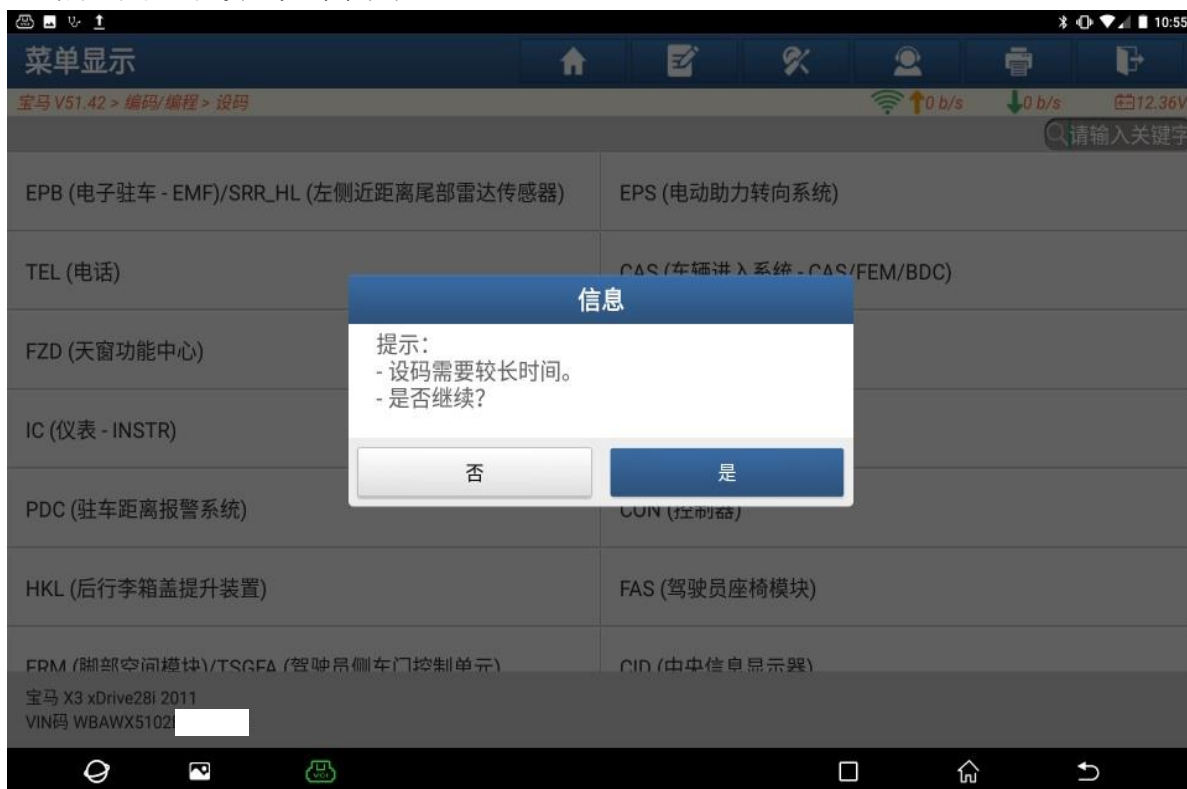 10:55
菜单显示
宝马 V51.42 > 编码/编程 > 设码
0 b/s
0 b/s
12.36V
请输入关键字
EPB (电子驻车 - EMF)/SRR_HL (左侧近距离尾部雷达传感器)
EPS (电动助力转向系统)
TEL (电话)
CAS (车辆进入系统 - CAS/FEM/BDC)
信息
FZD (天窗功能中心)
提示：
- 设码需要较长时间。
- 是否继续？
IC (仪表 - INSTR)
否
是
PDC (驻车距离报警系统)
CON (控制器)
HKL (后行李箱盖提升装置)
FAS (驾驶员座椅模块)
FRM (脚部空间模块)/TSGFA (驾驶员侧车门控制单元)
CID (中央信息显示器)
宝马 X3 xDrive28i 2011
VIN码 WBAWX5102
VCI